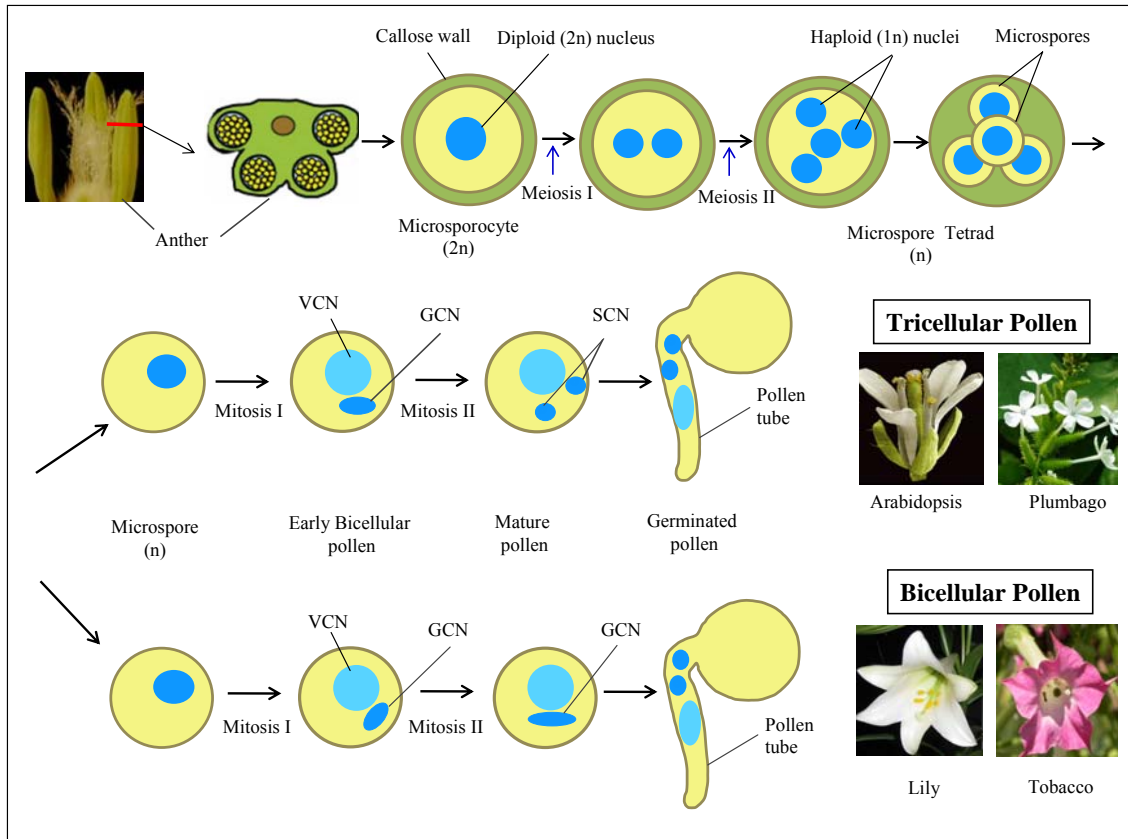 Callose wall
Diploid (2n) nucleus
Haploid (1n) nuclei
Microspores
Meiosis I
Meiosis II
Anther
Microsporocyte
(2n)
Microspore Tetrad
(n)
VCN
GCN
SCN
Mitosis I
Mitosis II
Pollen
tube
Tricellular Pollen
Arabidopsis
Plumbago
Microspore
(n)
Early Bicellular
pollen
Mature
pollen
Germinated
pollen
Bicellular Pollen
VCN
GCN
GCN
Mitosis I
Mitosis II
Pollen
tube
Lily
Tobacco